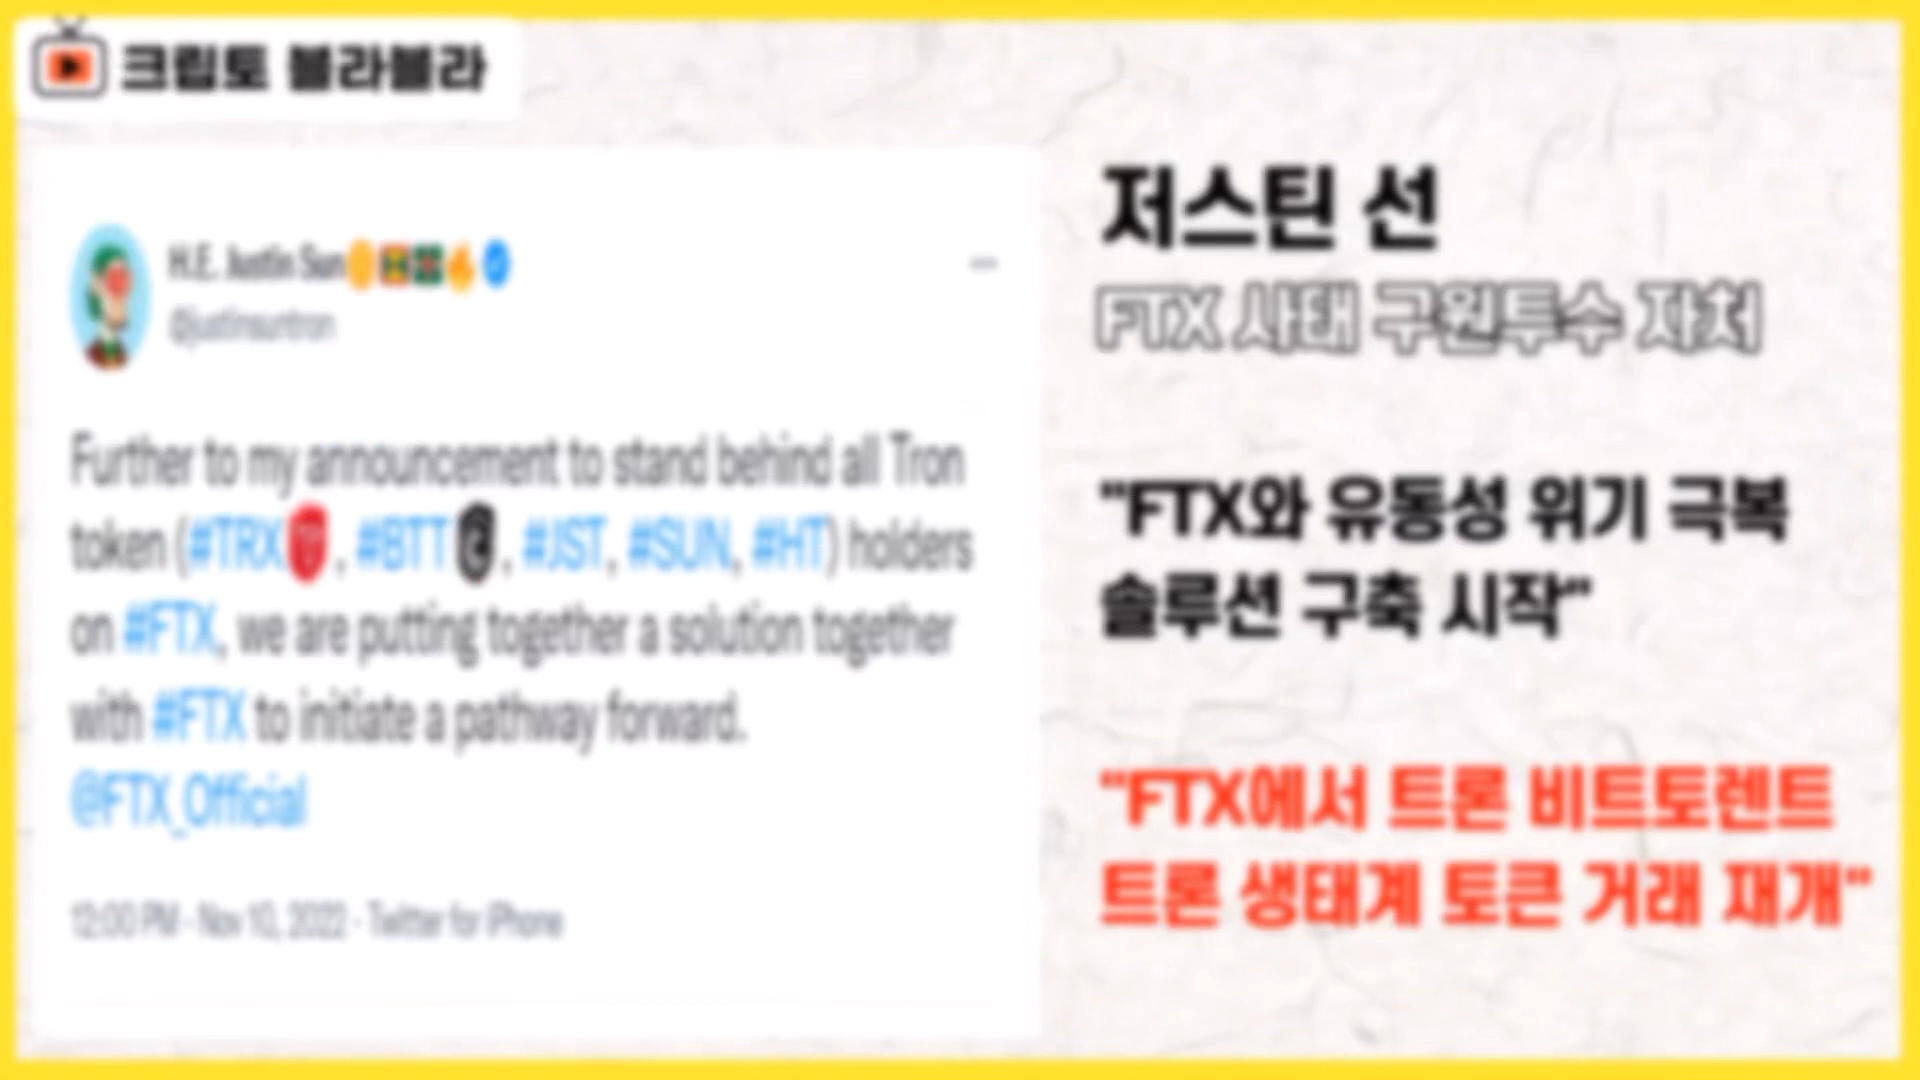 크립토 블라블라
H.E. Justin Sun
@justinsuntron
Further to my announcement to stand behind all Tron
token (#TRX, #BTT, #JST, #SUN, #HT) holders
on #FTX, we are putting together a solution together
with #FTX to initiate a pathway forward.
@FTX_Official
12:00 PM · Nov 10, 2022 · Twitter for iPhone
저스틴 선
FTX 사태 구원투수 자처
"FTX와 유동성 위기 극복
솔루션 구축 시작"
"FTX에서 트론 비트토렌트
트론 생태계 토큰 거래 재개"